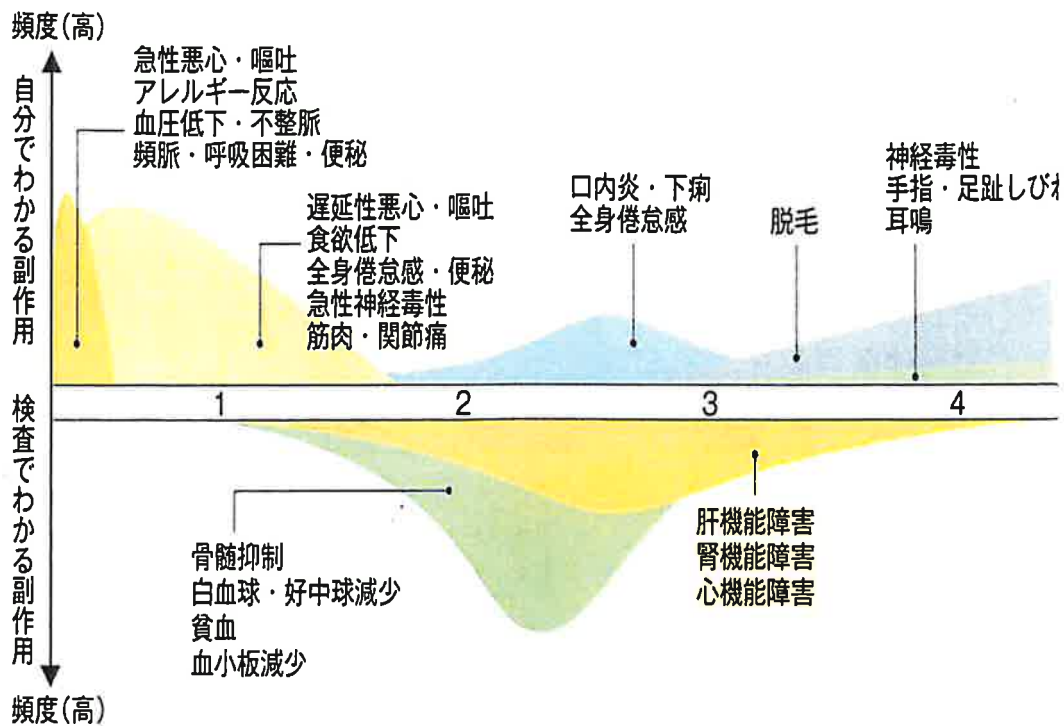 頻度(高)
自分でわかる副作用
急性悪心・嘔吐
アレルギー反応
血圧低下・不整脈
頻脈・呼吸困難・便秘
遅延性悪心・嘔吐
食欲低下
全身倦怠感・便秘
急性神経毒性
筋肉・関節痛
口内炎・下痢
全身倦怠感
脱毛
神経毒性
手指・足趾しび
耳鳴
1 2 3 4
検査でわかる副作用
骨髄抑制
白血球・好中球減少
貧血
血小板減少
肝機能障害
腎機能障害
心機能障害
頻度(高)